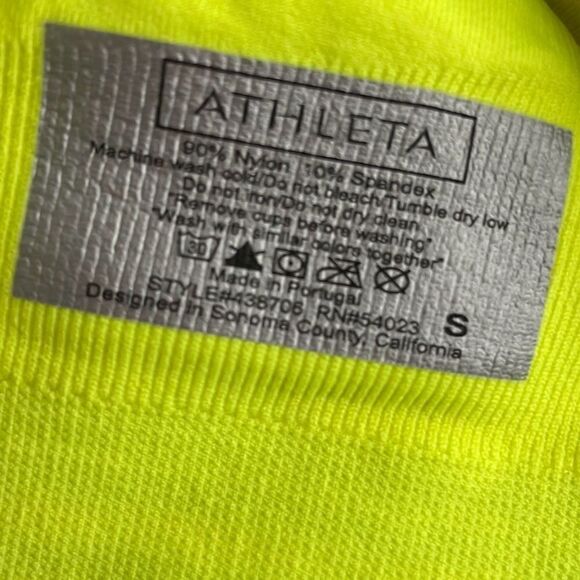 ATHLETA
90% Nylon 10% Spandex
Machine wash cold/Do not bleach/Tumble dry low
Do not iron/Do not dry clean
"Remove cups before washing"
"Wash with similar colors together"
30
Made in Portugal
STYLE#438706 RN#54023 S
Designed in Sonoma County, California